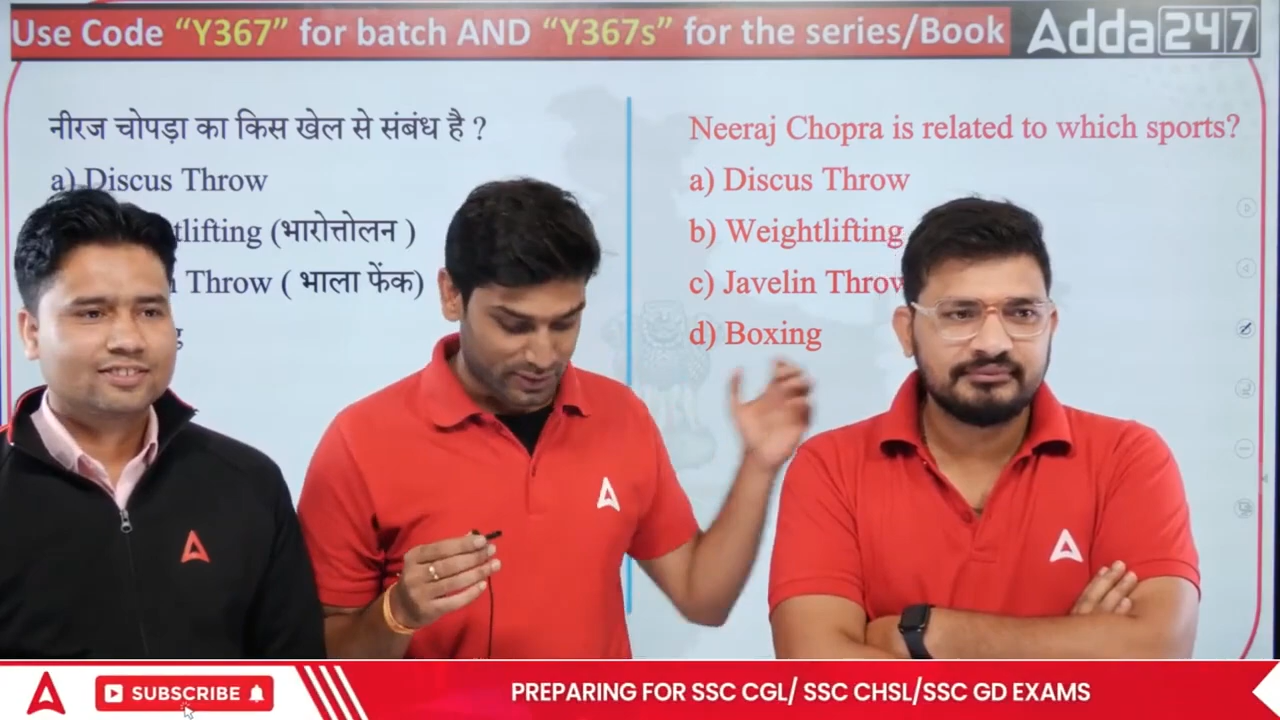 Use Code “Y367” for batch AND “Y367s” for the series/Book
Adda247
नीरज चोपड़ा का किस खेल से संबंध है ?
a) Discus Throw
tlifting (भारोत्तोलन )
Throw ( भाला फेंक)
g
Neeraj Chopra is related to which sports?
a) Discus Throw
b) Weightlifting
c) Javelin Throw
d) Boxing
SUBSCRIBE
PREPARING FOR SSC CGL/ SSC CHSL/SSC GD EXAMS